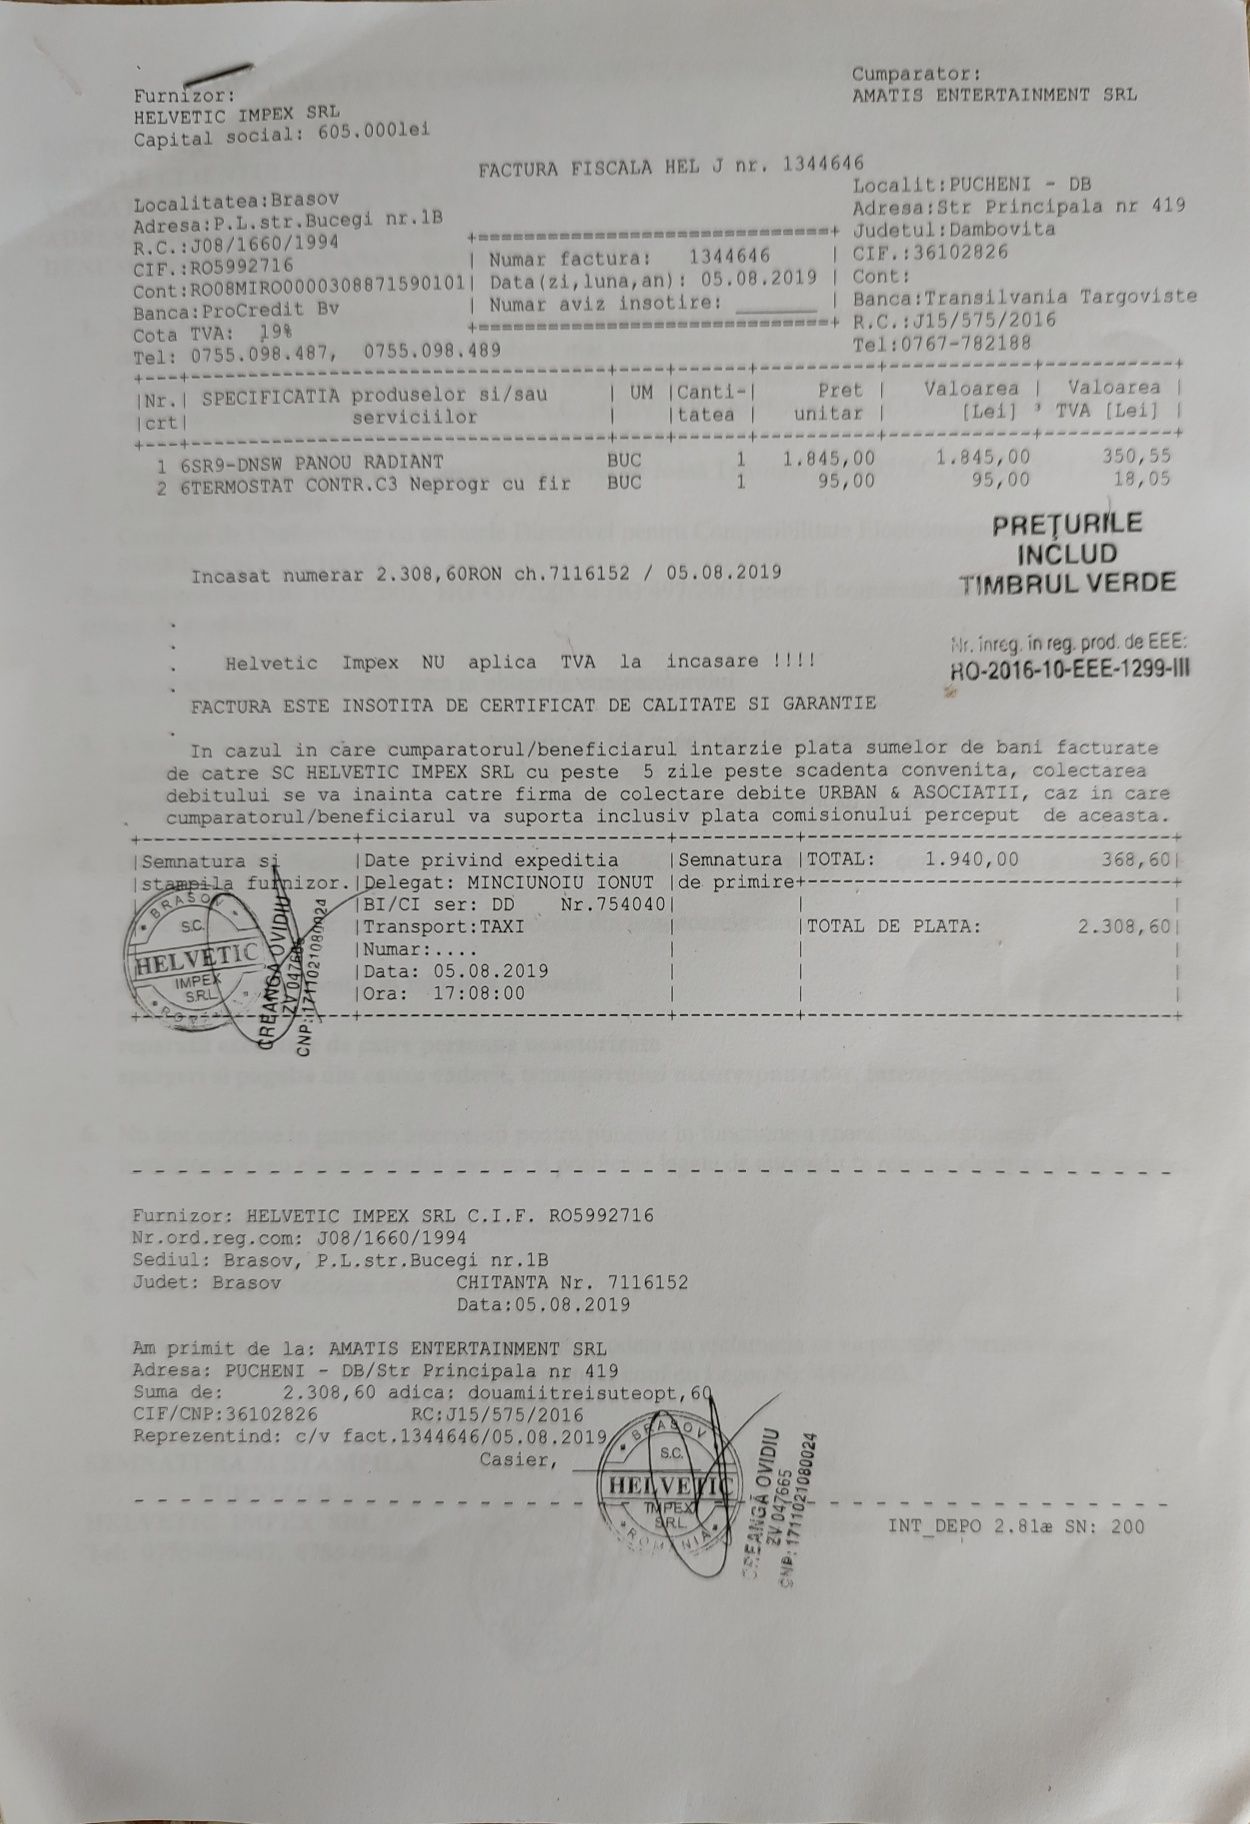 Furnizor:
HELVETIC IMPEX SRL
Capital social: 605.000lei
Cumparator:
AMATIS ENTERTAINMENT SRL
FACTURA FISCALA HEL J nr. 1344646
Localitatea:Brasov
Adresa:P.L.str.Bucegi nr.1B
R.C.:J08/1660/1994
CIF.:RO5992716
Cont:RO08MIRO0000308871590101
Banca:ProCredit Bv
Cota TVA: 19%
Tel: 0755.098.487, 0755.098.489
Numar factura: 1344646
Data(zi,luna,an): 05.08.2019
Numar aviz insotire: ________
Localit:PUCHENI - DB
Adresa:Str Principala nr 419
Judetul:Dambovita
CIF.:36102826
Cont:
Banca:Transilvania Targoviste
R.C.:J15/575/2016
Tel:0767-782188
|Nr.| SPECIFICATIA produselor si/sau | UM |Canti-| Pret | Valoarea | Valoarea |
|crt| serviciilor | |tatea | unitar | [Lei] ³ TVA [Lei] |
1 6SR9-DNSW PANOU RADIANT BUC 1 1.845,00 1.845,00 350,55
2 6TERMOSTAT CONTR.C3 Neprogr cu fir BUC 1 95,00 95,00 18,05
PREŢURILE
INCLUD
TIMBRUL VERDE
Incasat numerar 2.308,60RON ch.7116152 / 05.08.2019
Nr. înreg. în reg. prod. de EEE:
RO-2016-10-EEE-1299-III
Helvetic Impex NU aplica TVA la incasare !!!!
FACTURA ESTE INSOTITA DE CERTIFICAT DE CALITATE SI GARANTIE
In cazul in care cumparatorul/beneficiarul intarzie plata sumelor de bani facturate
de catre SC HELVETIC IMPEX SRL cu peste 5 zile peste scadenta convenita, colectarea
debitului se va inainta catre firma de colectare debite URBAN & ASOCIATII, caz in care
cumparatorul/beneficiarul va suporta inclusiv plata comisionului perceput de aceasta.
|Semnatura si |Date privind expeditia |Semnatura |TOTAL: 1.940,00 368,60|
|stampila furnizor.|Delegat: MINCIUNOIU IONUT |de primire+
|BI/CI ser: DD Nr.754040|
|Transport:TAXI |TOTAL DE PLATA: 2.308,60|
|Numar:....
|Data: 05.08.2019
|Ora: 17:08:00
BRASOV
S.C.
HELVETIC
IMPEX
S.R.L.
ROMÂNIA
CREANGĂ OVIDIU
ZV 047665
CNP: 1711021080024
Furnizor: HELVETIC IMPEX SRL C.I.F. RO5992716
Nr.ord.reg.com: J08/1660/1994
Sediul: Brasov, P.L.str.Bucegi nr.1B
Judet: Brasov CHITANTA Nr. 7116152
Data:05.08.2019
Am primit de la: AMATIS ENTERTAINMENT SRL
Adresa: PUCHENI - DB/Str Principala nr 419
Suma de: 2.308,60 adica: douamiitreisuteopt,60
CIF/CNP:36102826 RC:J15/575/2016
Reprezentind: c/v fact.1344646/05.08.2019
Casier,
BRASOV
S.C.
HELVETIC
IMPEX
SRL
ROMÂNIA
CREANGĂ OVIDIU
ZV 047665
CNP: 1711021080024
INT_DEPO 2.81æ SN: 200